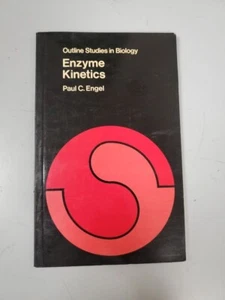 Outline Studies in Biology
Enzyme
Kinetics
Paul C. Engel